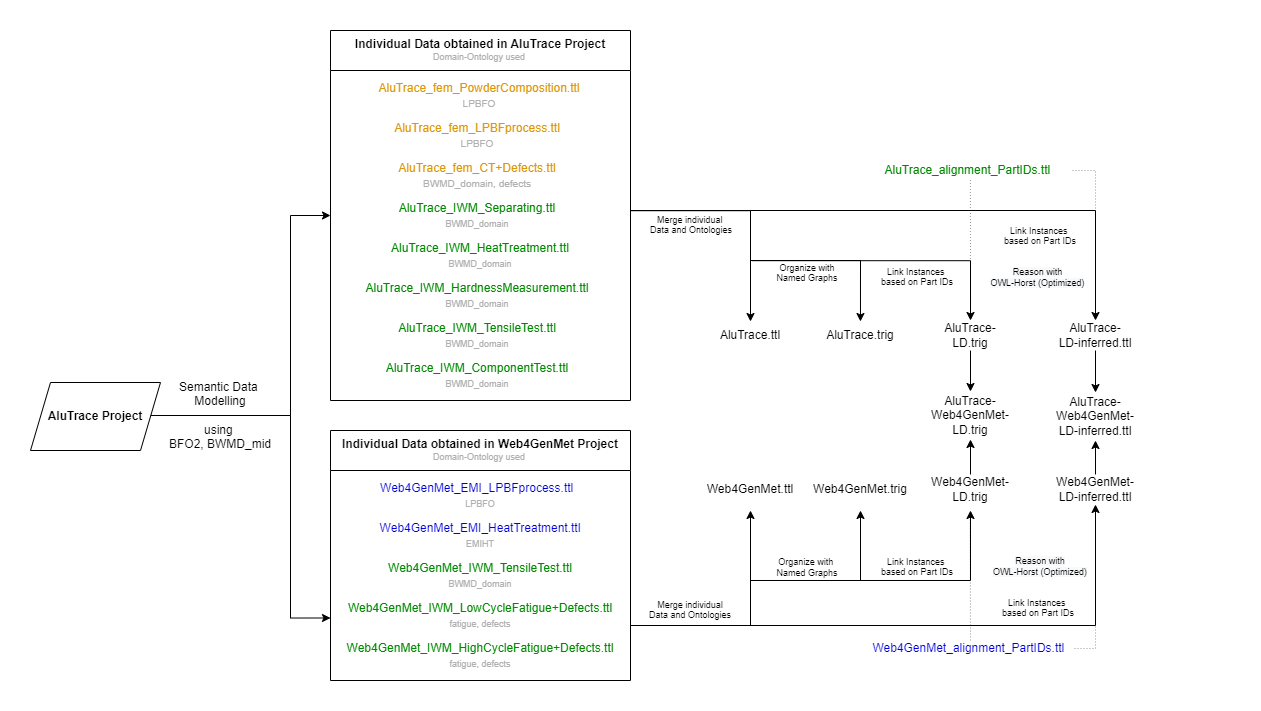 AluTrace Project
Semantic Data
Modelling
using
BFO2, BWMD_mid
Individual Data obtained in AluTrace Project
Domain-Ontology used
AluTrace_fem_PowderComposition.ttl
LPBFO
AluTrace_fem_LPBFprocess.ttl
LPBFO
AluTrace_fem_CT+Defects.ttl
BWMD_domain, defects
AluTrace_IWM_Separating.ttl
BWMD_domain
AluTrace_IWM_HeatTreatment.ttl
BWMD_domain
AluTrace_IWM_HardnessMeasurement.ttl
BWMD_domain
AluTrace_IWM_TensileTest.ttl
BWMD_domain
AluTrace_IWM_ComponentTest.ttl
BWMD_domain
Individual Data obtained in Web4GenMet Project
Domain-Ontology used
Web4GenMet_EMI_LPBFprocess.ttl
LPBFO
Web4GenMet_EMI_HeatTreatment.ttl
EMIHT
Web4GenMet_IWM_TensileTest.ttl
BWMD_domain
Web4GenMet_IWM_LowCycleFatigue+Defects.ttl
fatigue, defects
Web4GenMet_IWM_HighCycleFatigue+Defects.ttl
fatigue, defects
AluTrace_alignment_PartIDs.ttl
Merge individual
Data and Ontologies
Organize with
Named Graphs
Link Instances
based on Part IDs
Link Instances
based on Part IDs
Reason with
OWL-Horst (Optimized)
AluTrace.ttl
AluTrace.trig
AluTrace-
LD.trig
AluTrace-
LD-inferred.ttl
AluTrace-
Web4GenMet-
LD.trig
AluTrace-
Web4GenMet-
LD-inferred.ttl
Web4GenMet.ttl
Web4GenMet.trig
Web4GenMet-
LD.trig
Web4GenMet-
LD-inferred.ttl
Organize with
Named Graphs
Link Instances
based on Part IDs
Reason with
OWL-Horst (Optimized)
Merge individual
Data and Ontologies
Link Instances
based on Part IDs
Web4GenMet_alignment_PartIDs.ttl